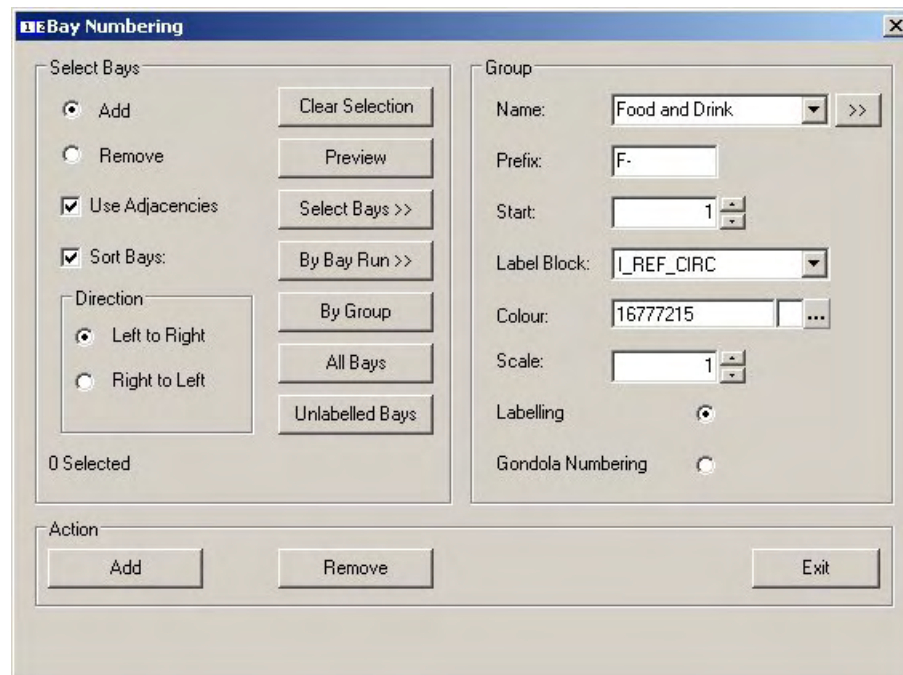 Bay Numbering
Select Bays
Add
Remove
Use Adjacencies
Sort Bays:
Direction
Left to Right
Right to Left
0 Selected
Clear Selection
Preview
Select Bays >>
By Bay Run >>
By Group
All Bays
Unlabelled Bays
Group
Name: Food and Drink >>
Prefix: F-
Start: 1
Label Block: I_REF_CIRC
Colour: 16777215 ...
Scale: 1
Labelling
Gondola Numbering
Action
Add Remove Exit